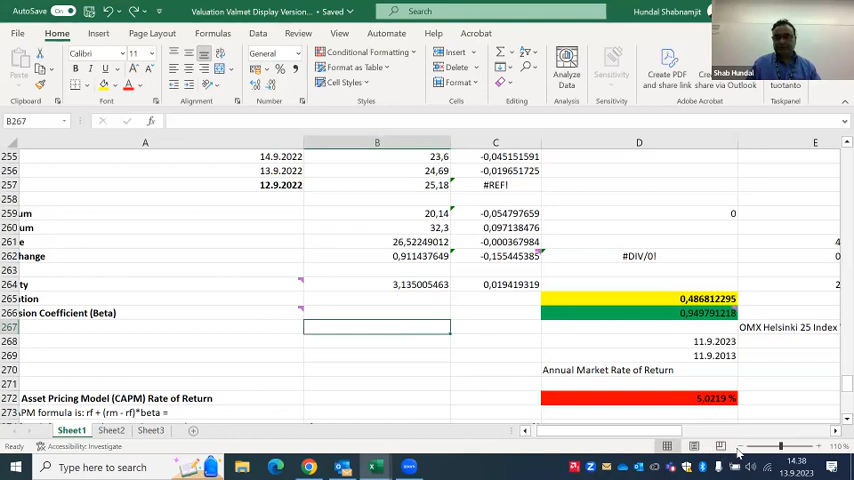 AutoSave On Valuation Valmet Display Version... • Saved Search Hundal Shabnamjit
File Home Insert Page Layout Formulas Data Review View Automate Help Acrobat
Paste Calibri 11 General Conditional Formatting Insert
B I U Format as Table Delete Analyze Data Sensitivity Create PDF and share link
Cell Styles Format share via Outlook tuotanto
Clipboard Font Alignment Number Styles Cells Editing Analysis Sensitivity Adobe Acrobat Taskpanel
Shab Hundal
B267 fx
A B C D E
255 14.9.2022 23,6 -0,045151591
256 13.9.2022 24,69 -0,019651725
257 12.9.2022 25,18 #REF!
259 um 20,14 -0,054797659 0
260 um 32,3 0,097138476
261 e 26,52249012 -0,000367984 4
262 hange 0,911437649 -0,155445385 #DIV/0! 0
263
264 ty 3,135005463 0,019419319 2
265 tion 0,486812295
266 sion Coefficient (Beta) 0,949791218
267 OMX Helsinki 25 Index
268 11.9.2023
269 11.9.2013
270 Annual Market Rate of Return
271
272 Asset Pricing Model (CAPM) Rate of Return 5,0219 %
273 PM formula is: rf + (rm - rf)*beta =
Sheet1 Sheet2 Sheet3
Ready Accessibility: Investigate 110 %
Type here to search 14.38
13.9.2023